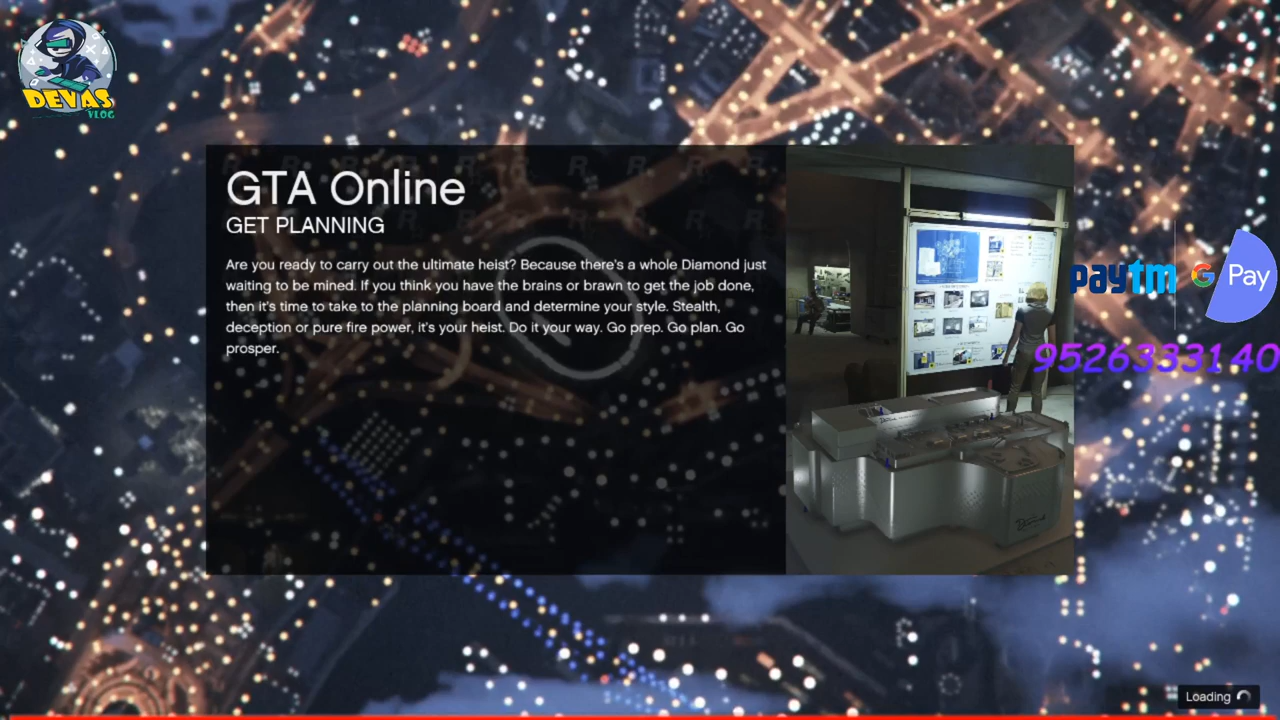 DEVAS
VLOG
GTA Online
GET PLANNING
Are you ready to carry out the ultimate heist? Because there's a whole Diamond just
waiting to be mined. If you think you have the brains or brawn to get the job done,
then it's time to take to the planning board and determine your style. Stealth,
deception or pure fire power, it's your heist. Do it your way. Go prep. Go plan. Go
prosper.
paytm
G Pay
9526333140
Loading